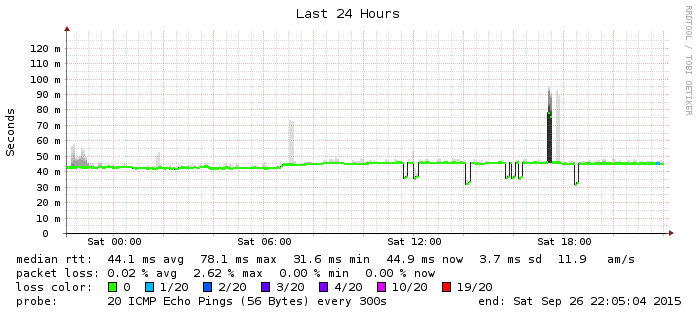 Last 24 Hours
RRDTOOL / TOBI OETIKER
Seconds
120 m
110 m
100 m
90 m
80 m
70 m
60 m
50 m
40 m
30 m
20 m
10 m
0
Sat 00:00 Sat 06:00 Sat 12:00 Sat 18:00
median rtt: 44.1 ms avg 78.1 ms max 31.6 ms min 44.9 ms now 3.7 ms sd 11.9 am/s
packet loss: 0.02 % avg 2.62 % max 0.00 % min 0.00 % now
loss color: 0 1/20 2/20 3/20 4/20 10/20 19/20
probe: 20 ICMP Echo Pings (56 Bytes) every 300s end: Sat Sep 26 22:05:04 2015